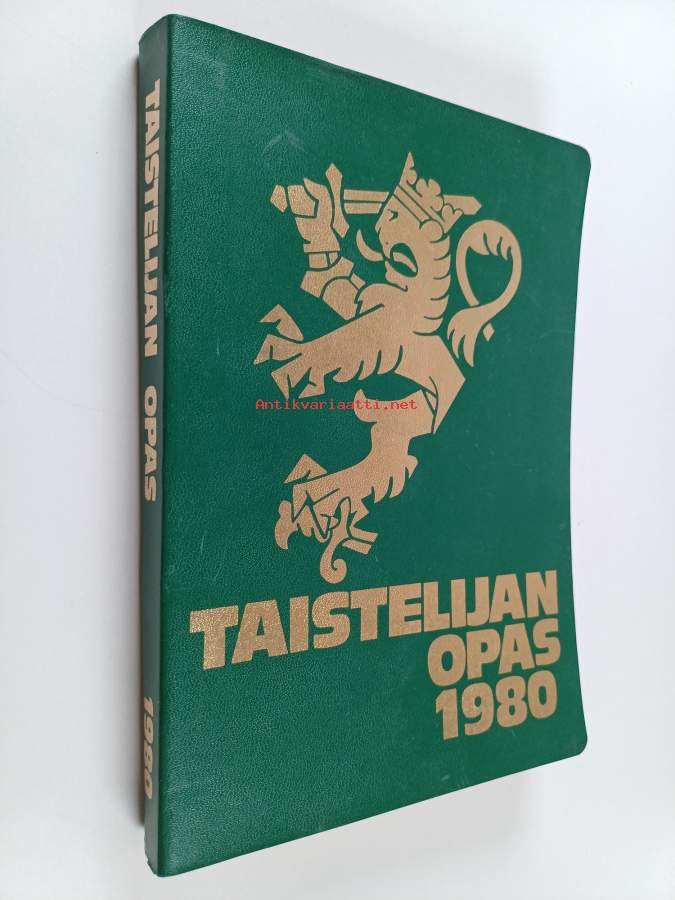 TAISTELIJAN OPAS 1980
Antikvariaatti.net
TAISTELIJAN
OPAS
1980